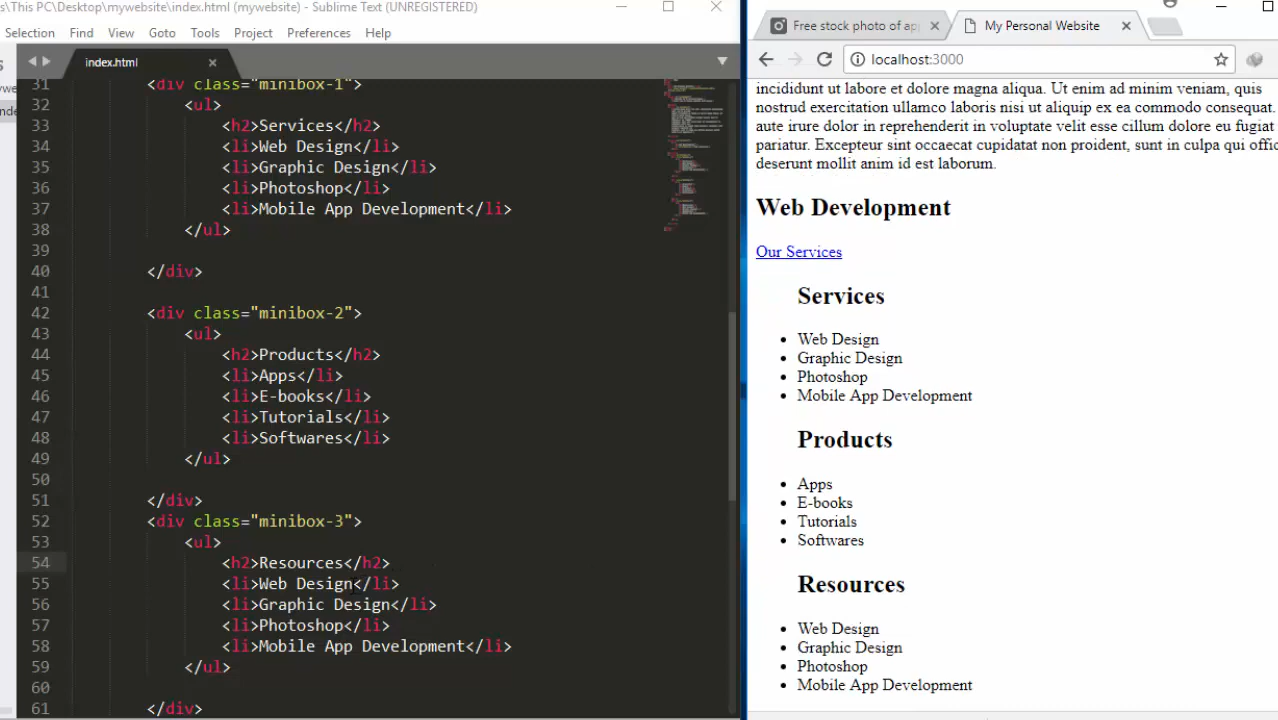 s\This PC\Desktop\mywebsite\index.html (mywebsite) - Sublime Text (UNREGISTERED)
Selection Find View Goto Tools Project Preferences Help
index.html
31 <div class="minibox-1">
32 <ul>
33 <h2>Services</h2>
34 <li>Web Design</li>
35 <li>Graphic Design</li>
36 <li>Photoshop</li>
37 <li>Mobile App Development</li>
38 </ul>
39
40 </div>
41
42 <div class="minibox-2">
43 <ul>
44 <h2>Products</h2>
45 <li>Apps</li>
46 <li>E-books</li>
47 <li>Tutorials</li>
48 <li>Softwares</li>
49 </ul>
50
51 </div>
52 <div class="minibox-3">
53 <ul>
54 <h2>Resources</h2>
55 <li>Web Design</li>
56 <li>Graphic Design</li>
57 <li>Photoshop</li>
58 <li>Mobile App Development</li>
59 </ul>
60
61 </div>
Free stock photo of ap
My Personal Website
localhost:3000
incididunt ut labore et dolore magna aliqua. Ut enim ad minim veniam, quis
nostrud exercitation ullamco laboris nisi ut aliquip ex ea commodo consequat.
aute irure dolor in reprehenderit in voluptate velit esse cillum dolore eu fugiat
pariatur. Excepteur sint occaecat cupidatat non proident, sunt in culpa qui offic
deserunt mollit anim id est laborum.
Web Development
Our Services
Services
• Web Design
• Graphic Design
• Photoshop
• Mobile App Development
Products
• Apps
• E-books
• Tutorials
• Softwares
Resources
• Web Design
• Graphic Design
• Photoshop
• Mobile App Development